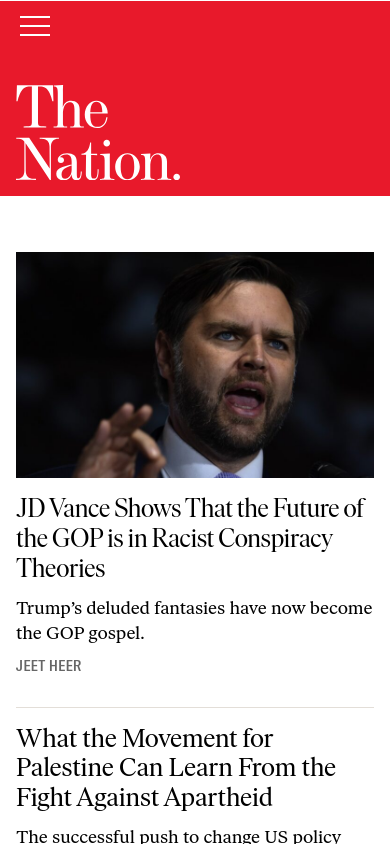 The
Nation.
JD Vance Shows That the Future of
the GOP is in Racist Conspiracy
Theories
Trump’s deluded fantasies have now become
the GOP gospel.
JEET HEER
What the Movement for
Palestine Can Learn From the
Fight Against Apartheid
The successful push to change US policy